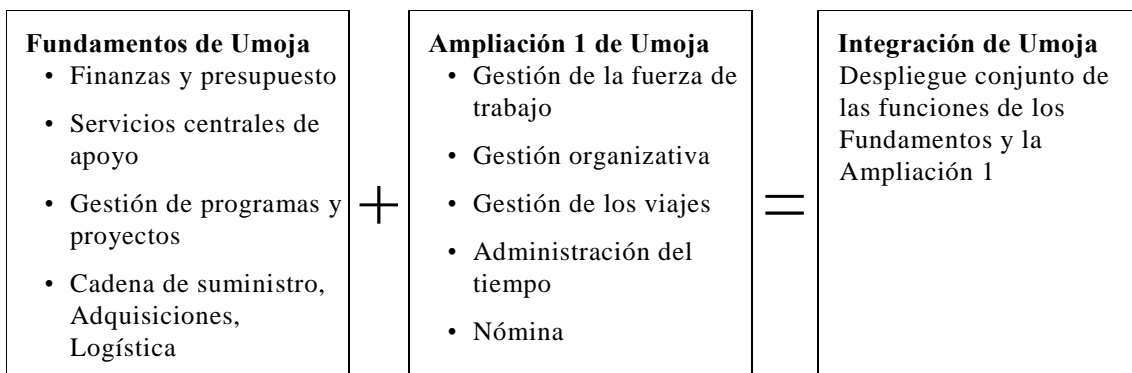 Fundamentos de Umoja
• Finanzas y presupuesto
• Servicios centrales de
apoyo
• Gestión de programas y
proyectos
• Cadena de suministro,
Adquisiciones,
Logística
+
Ampliación 1 de Umoja
• Gestión de la fuerza de
trabajo
• Gestión organizativa
• Gestión de los viajes
• Administración del
tiempo
• Nómina
=
Integración de Umoja
Despliegue conjunto de
las funciones de los
Fundamentos y la
Ampliación 1